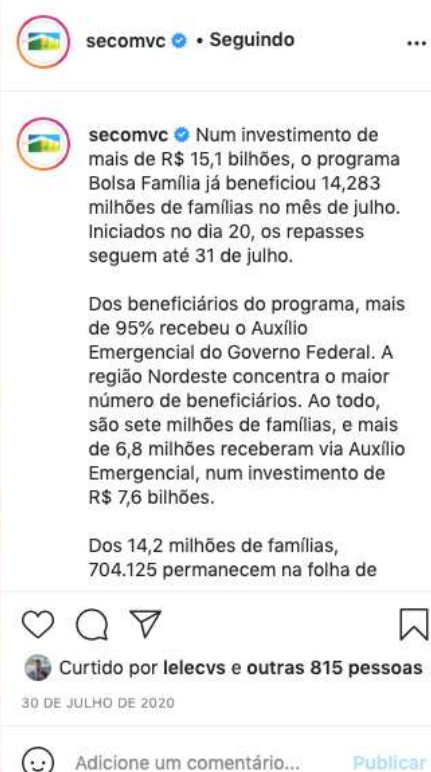 secomvc • Seguindo
secomvc Num investimento de
mais de R$ 15,1 bilhões, o programa
Bolsa Família já beneficiou 14,283
milhões de famílias no mês de julho.
Iniciados no dia 20, os repasses
seguem até 31 de julho.
Dos beneficiários do programa, mais
de 95% recebeu o Auxílio
Emergencial do Governo Federal. A
região Nordeste concentra o maior
número de beneficiários. Ao todo,
são sete milhões de famílias, e mais
de 6,8 milhões receberam via Auxílio
Emergencial, num investimento de
R$ 7,6 bilhões.
Dos 14,2 milhões de famílias,
704.125 permanecem na folha de
Curtido por lelecvs e outras 815 pessoas
30 DE JULHO DE 2020
Adicione um comentário... Publicar